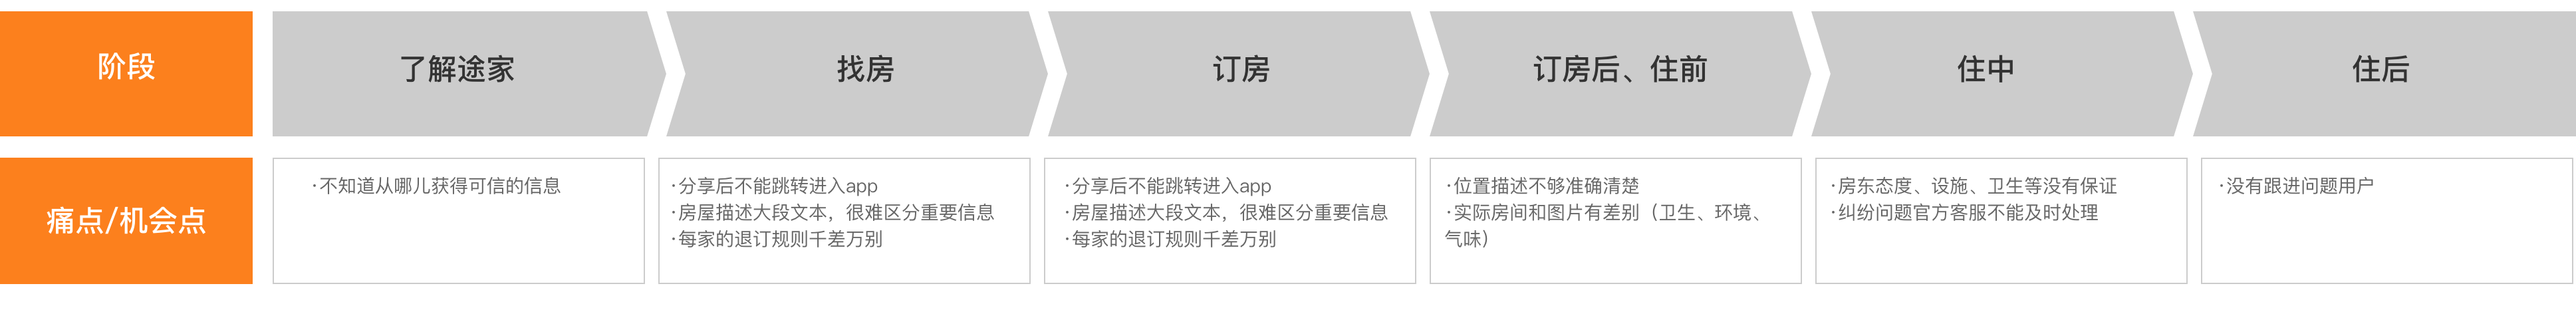 阶段
了解途家
找房
订房
订房后、住前
住中
住后
痛点/机会点
·不知道从哪儿获得可信的信息
·分享后不能跳转进入app
·房屋描述大段文本，很难区分重要信息
·每家的退订规则千差万别
·分享后不能跳转进入app
·房屋描述大段文本，很难区分重要信息
·每家的退订规则千差万别
·位置描述不够准确清楚
·实际房间和图片有差别（卫生、环境、
气味）
·房东态度、设施、卫生等没有保证
·纠纷问题官方客服不能及时处理
·没有跟进问题用户